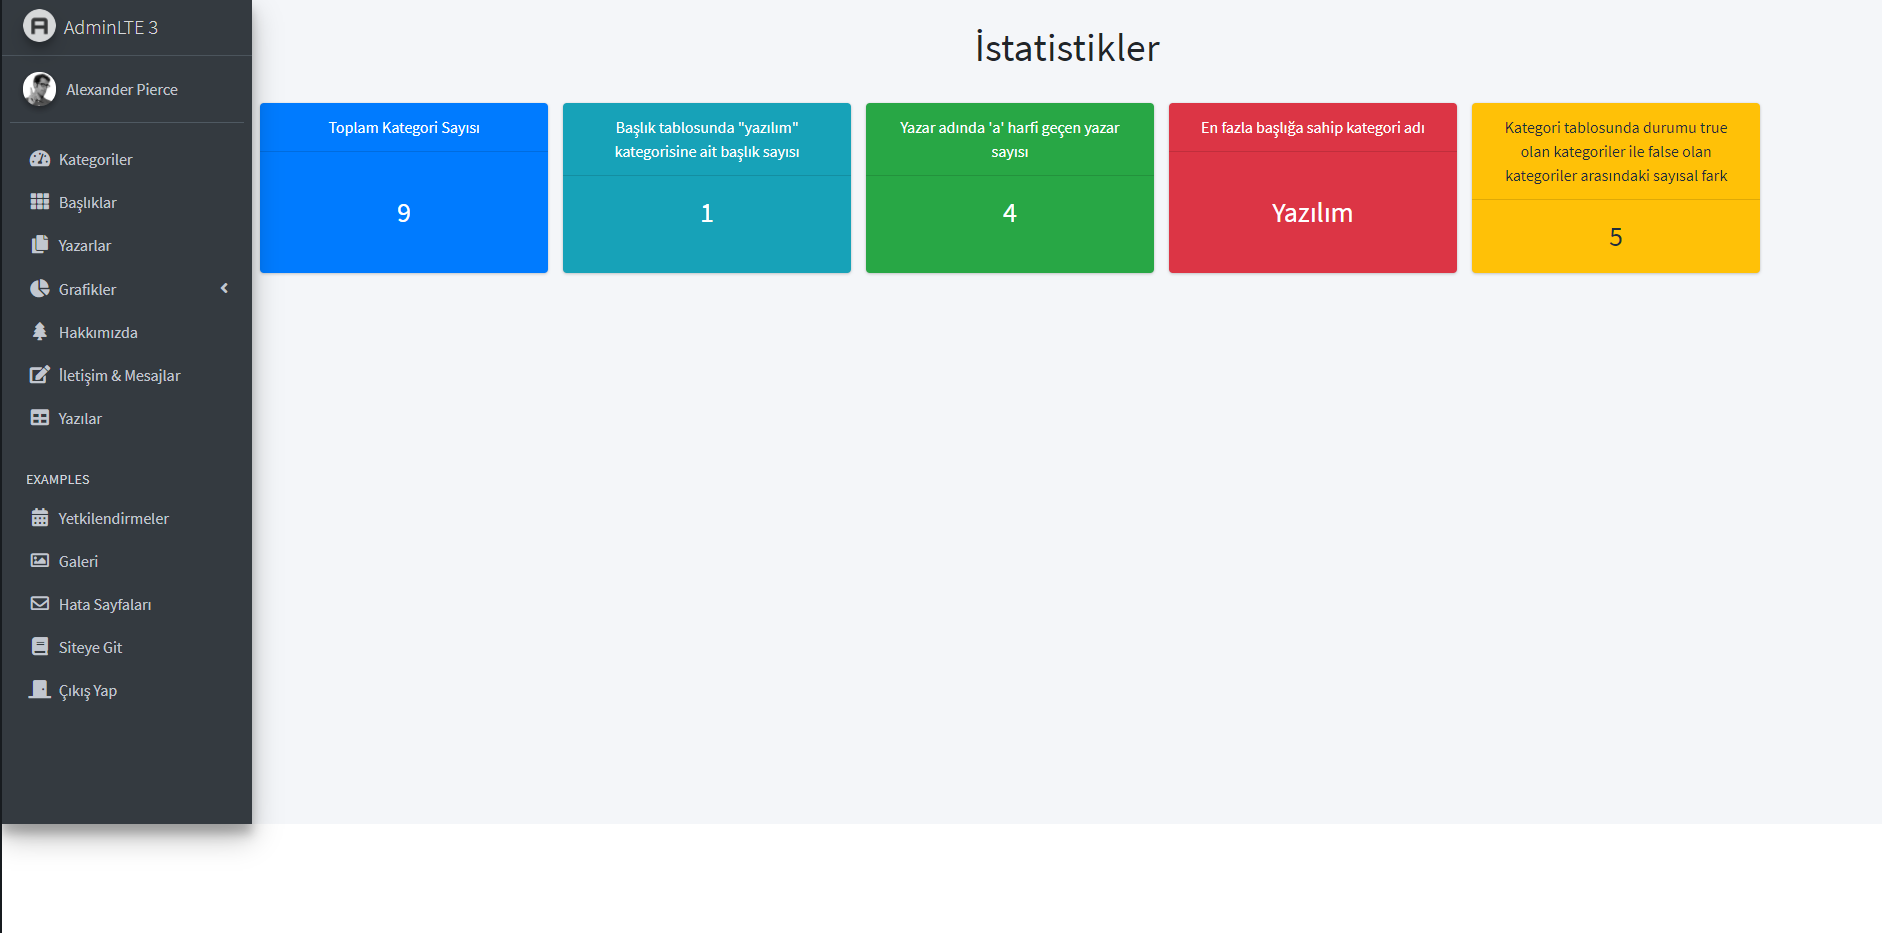 AdminLTE 3
Alexander Pierce
Kategoriler
Başlıklar
Yazarlar
Grafikler
Hakkımızda
İletişim & Mesajlar
Yazılar
EXAMPLES
Yetkilendirmeler
Galeri
Hata Sayfaları
Siteye Git
Çıkış Yap
İstatistikler
Toplam Kategori Sayısı
9
Başlık tablosunda "yazılım"
kategorisine ait başlık sayısı
1
Yazar adında 'a' harfi geçen yazar
sayısı
4
En fazla başlığa sahip kategori adı
Yazılım
Kategori tablosunda durumu true
olan kategoriler ile false olan
kategoriler arasındaki sayısal fark
5